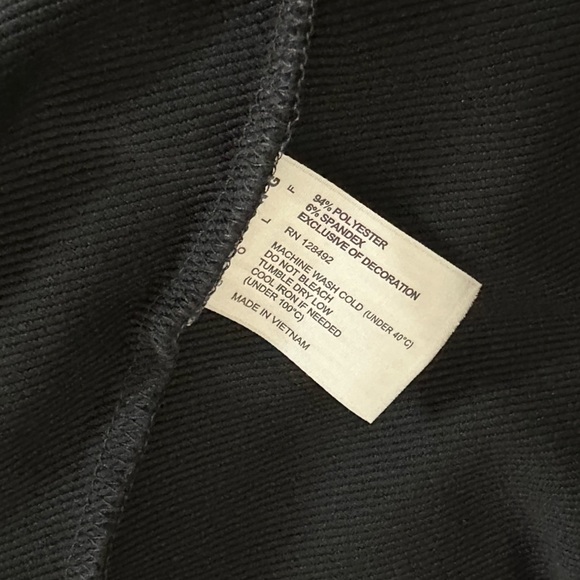 94% POLYESTER
6% SPANDEX
EXCLUSIVE OF DECORATION
RN 128492
MACHINE WASH COLD (UNDER 40°C)
DO NOT BLEACH
TUMBLE DRY LOW
COOL IRON IF NEEDED
(UNDER 100°C)
MADE IN VIETNAM